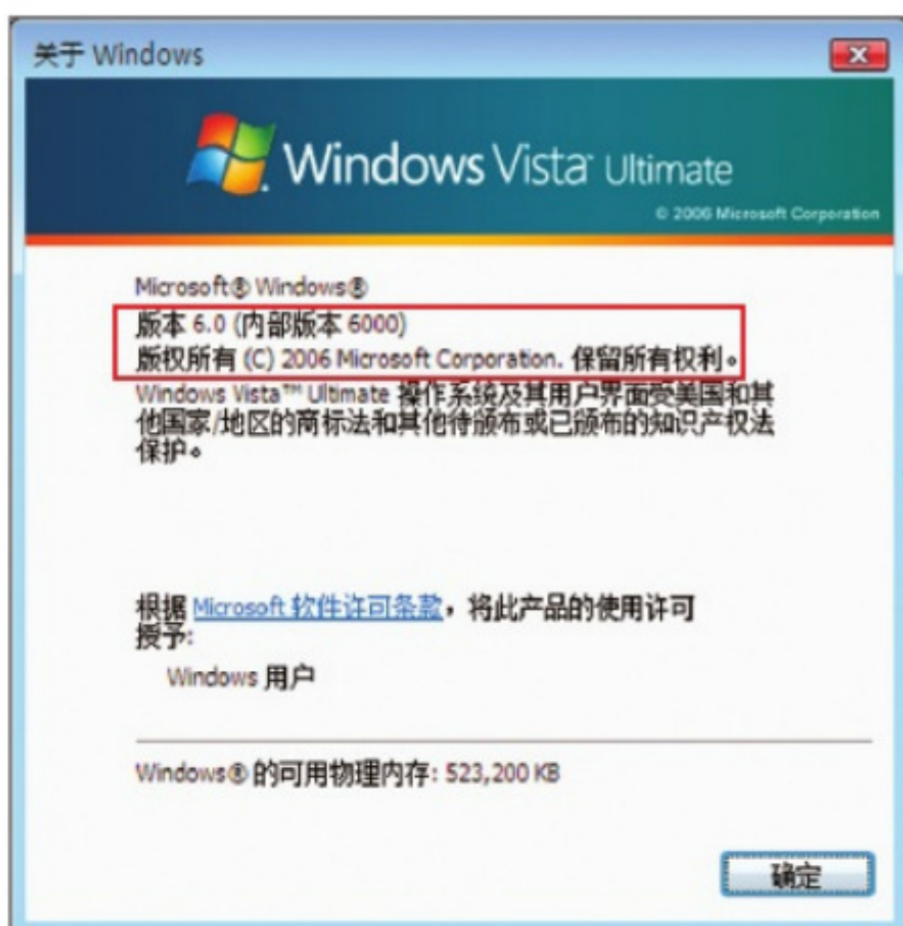 关于 Windows
Windows Vista™ Ultimate
© 2006 Microsoft Corporation
Microsoft® Windows®
版本 6.0 (内部版本 6000)
版权所有 (C) 2006 Microsoft Corporation. 保留所有权利。
Windows Vista™ Ultimate 操作系统及其用户界面受美国和其
他国家/地区的商标法和其他待颁布或已颁布的知识产权法
保护。
根据 Microsoft 软件许可条款，将此产品的使用许可
授予:
Windows 用户
Windows® 的可用物理内存: 523,200 KB
确定